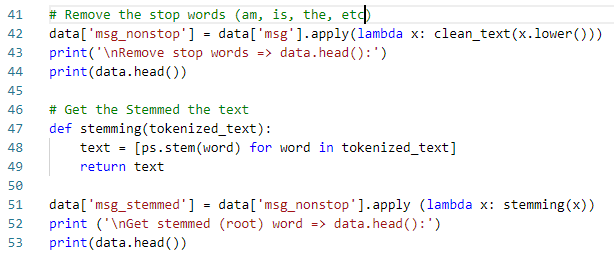 41 # Remove the stop words (am, is, the, etc)
42 data['msg_nonstop'] = data['msg'].apply(lambda x: clean_text(x.lower()))
43 print('\nRemove stop words => data.head():')
44 print(data.head())
45
46 # Get the Stemmed the text
47 def stemming(tokenized_text):
48     text = [ps.stem(word) for word in tokenized_text]
49     return text
50
51 data['msg_stemmed'] = data['msg_nonstop'].apply (lambda x: stemming(x))
52 print ('\nGet stemmed (root) word => data.head():')
53 print(data.head())